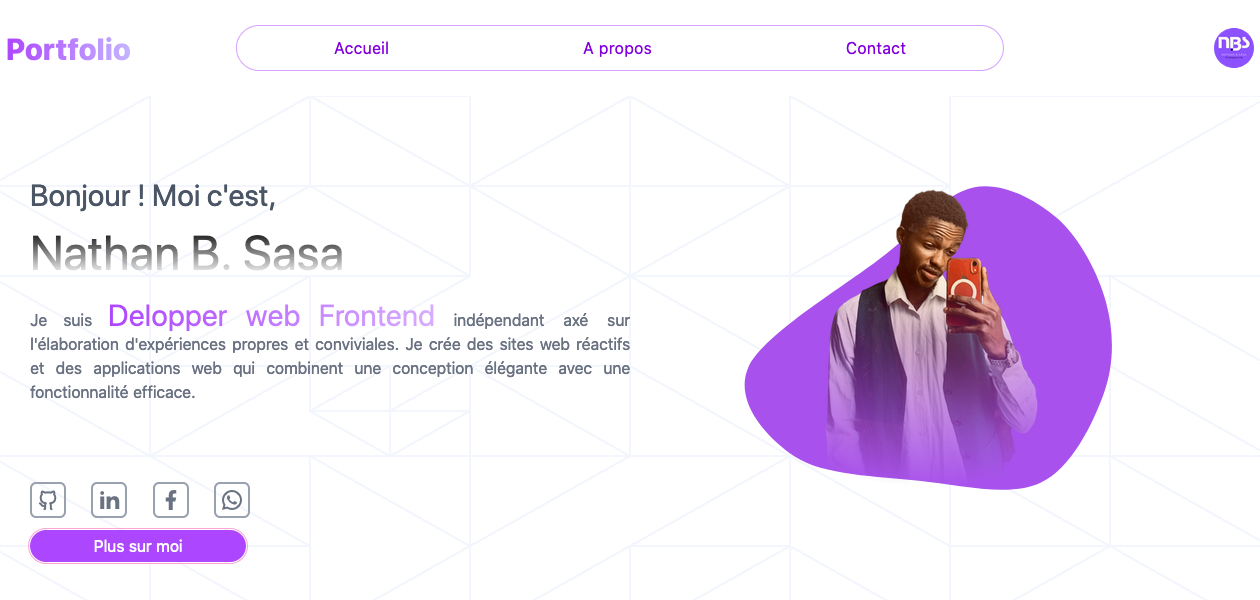 Portfolio
Accueil
A propos
Contact
NBS
Bonjour ! Moi c'est,
Nathan B. Sasa
Je suis Delopper web Frontend indépendant axé sur
l'élaboration d'expériences propres et conviviales. Je crée des sites web réactifs
et des applications web qui combinent une conception élégante avec une
fonctionnalité efficace.
in
f
Plus sur moi